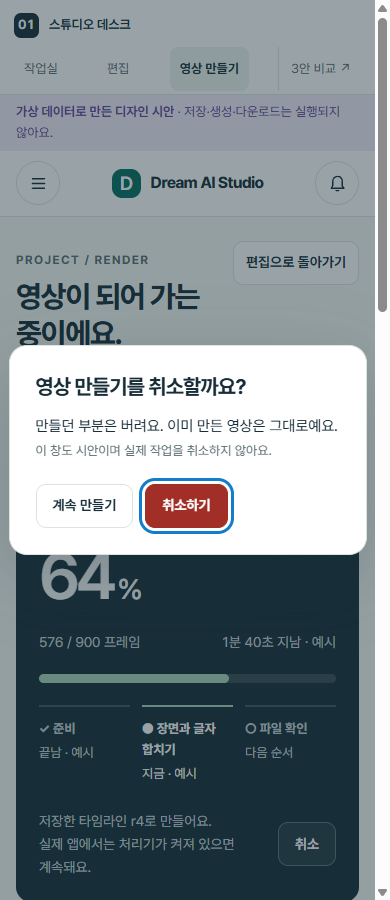 01 스튜디오 데스크
작업실 편집 영상 만들기 3안 비교 ↗
가상 데이터로 만든 디자인 시안 · 저장·생성·다운로드는 실행되지
않아요.
D Dream AI Studio
PROJECT / RENDER
편집으로 돌아가기
영상이 되어 가는
중이에요.
영상 만들기를 취소할까요?
만들던 부분은 버려요. 이미 만든 영상은 그대로예요.
이 창도 시안이며 실제 작업을 취소하지 않아요.
계속 만들기 취소하기
64%
576 / 900 프레임 1분 40초 지남 · 예시
✓ 준비 ● 장면과 글자 ○ 파일 확인
합치기
끝남 · 예시 다음 순서
지금 · 예시
저장한 타임라인 r4로 만들어요.
실제 앱에서는 처리기가 켜져 있으면
계속돼요.
취소